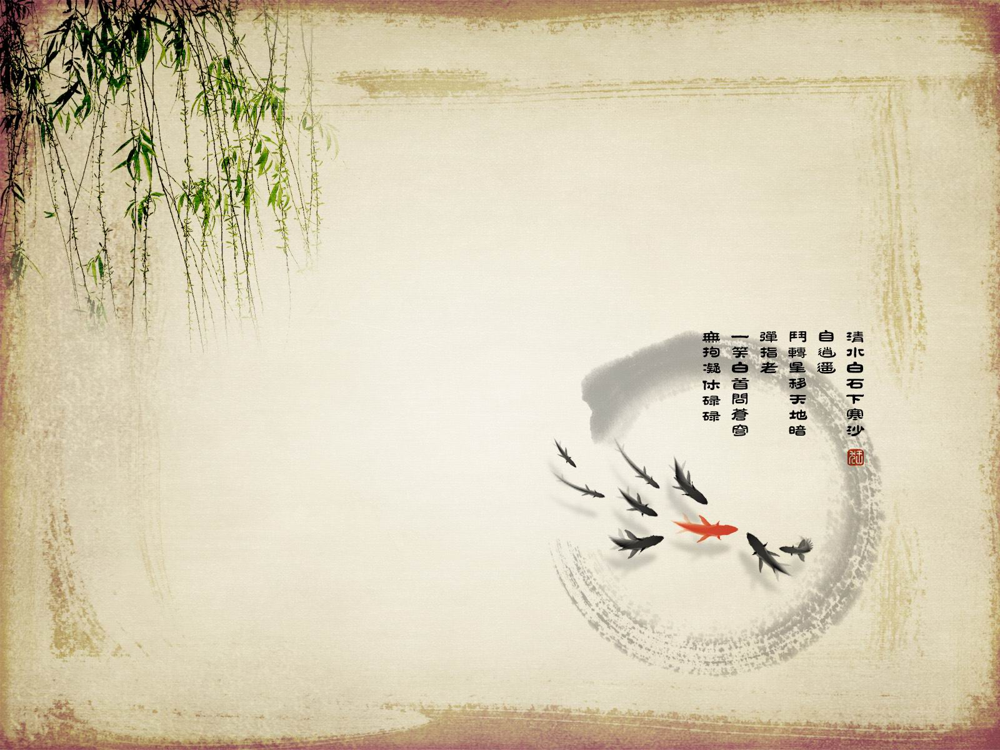 清水白石下寒沙
自逍遥
鬥轉星移天地暗
彈指老
一笑白首問蒼穹
無拘凝休碌碌